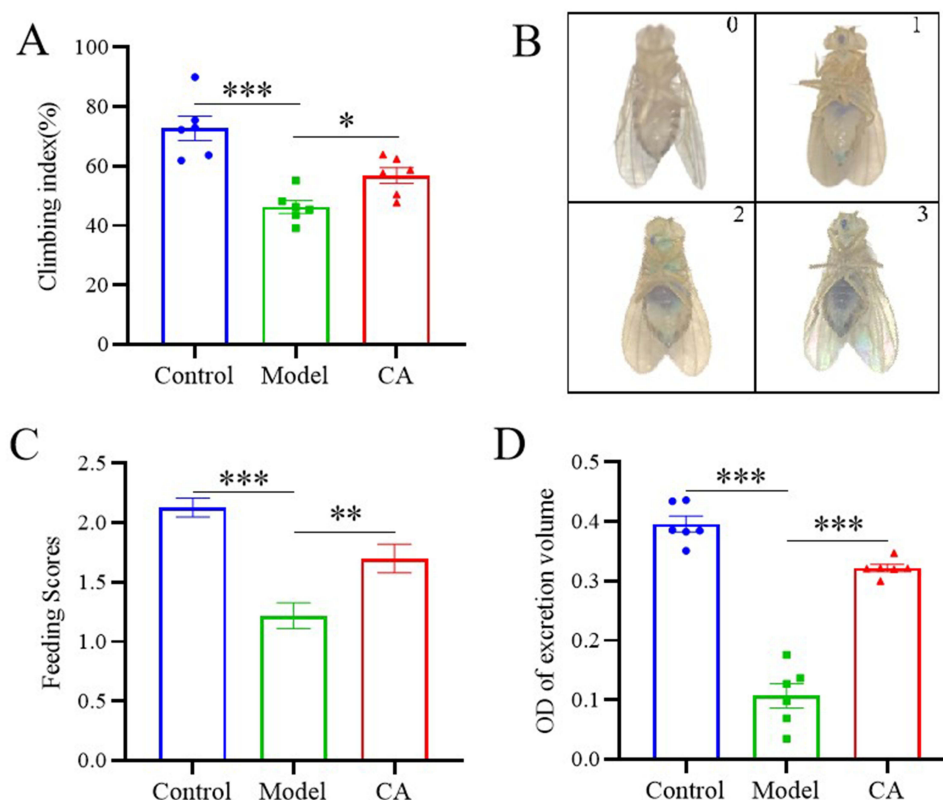 A
Climbing index(%)
100
80
60
40
20
0
***
*
Control Model CA
B
0
1
2
3
C
Feeding Scores
2.5
2.0
1.5
1.0
0.5
0.0
***
**
Control Model CA
D
OD of excretion volume
0.5
0.4
0.3
0.2
0.1
0.0
***
***
Control Model CA